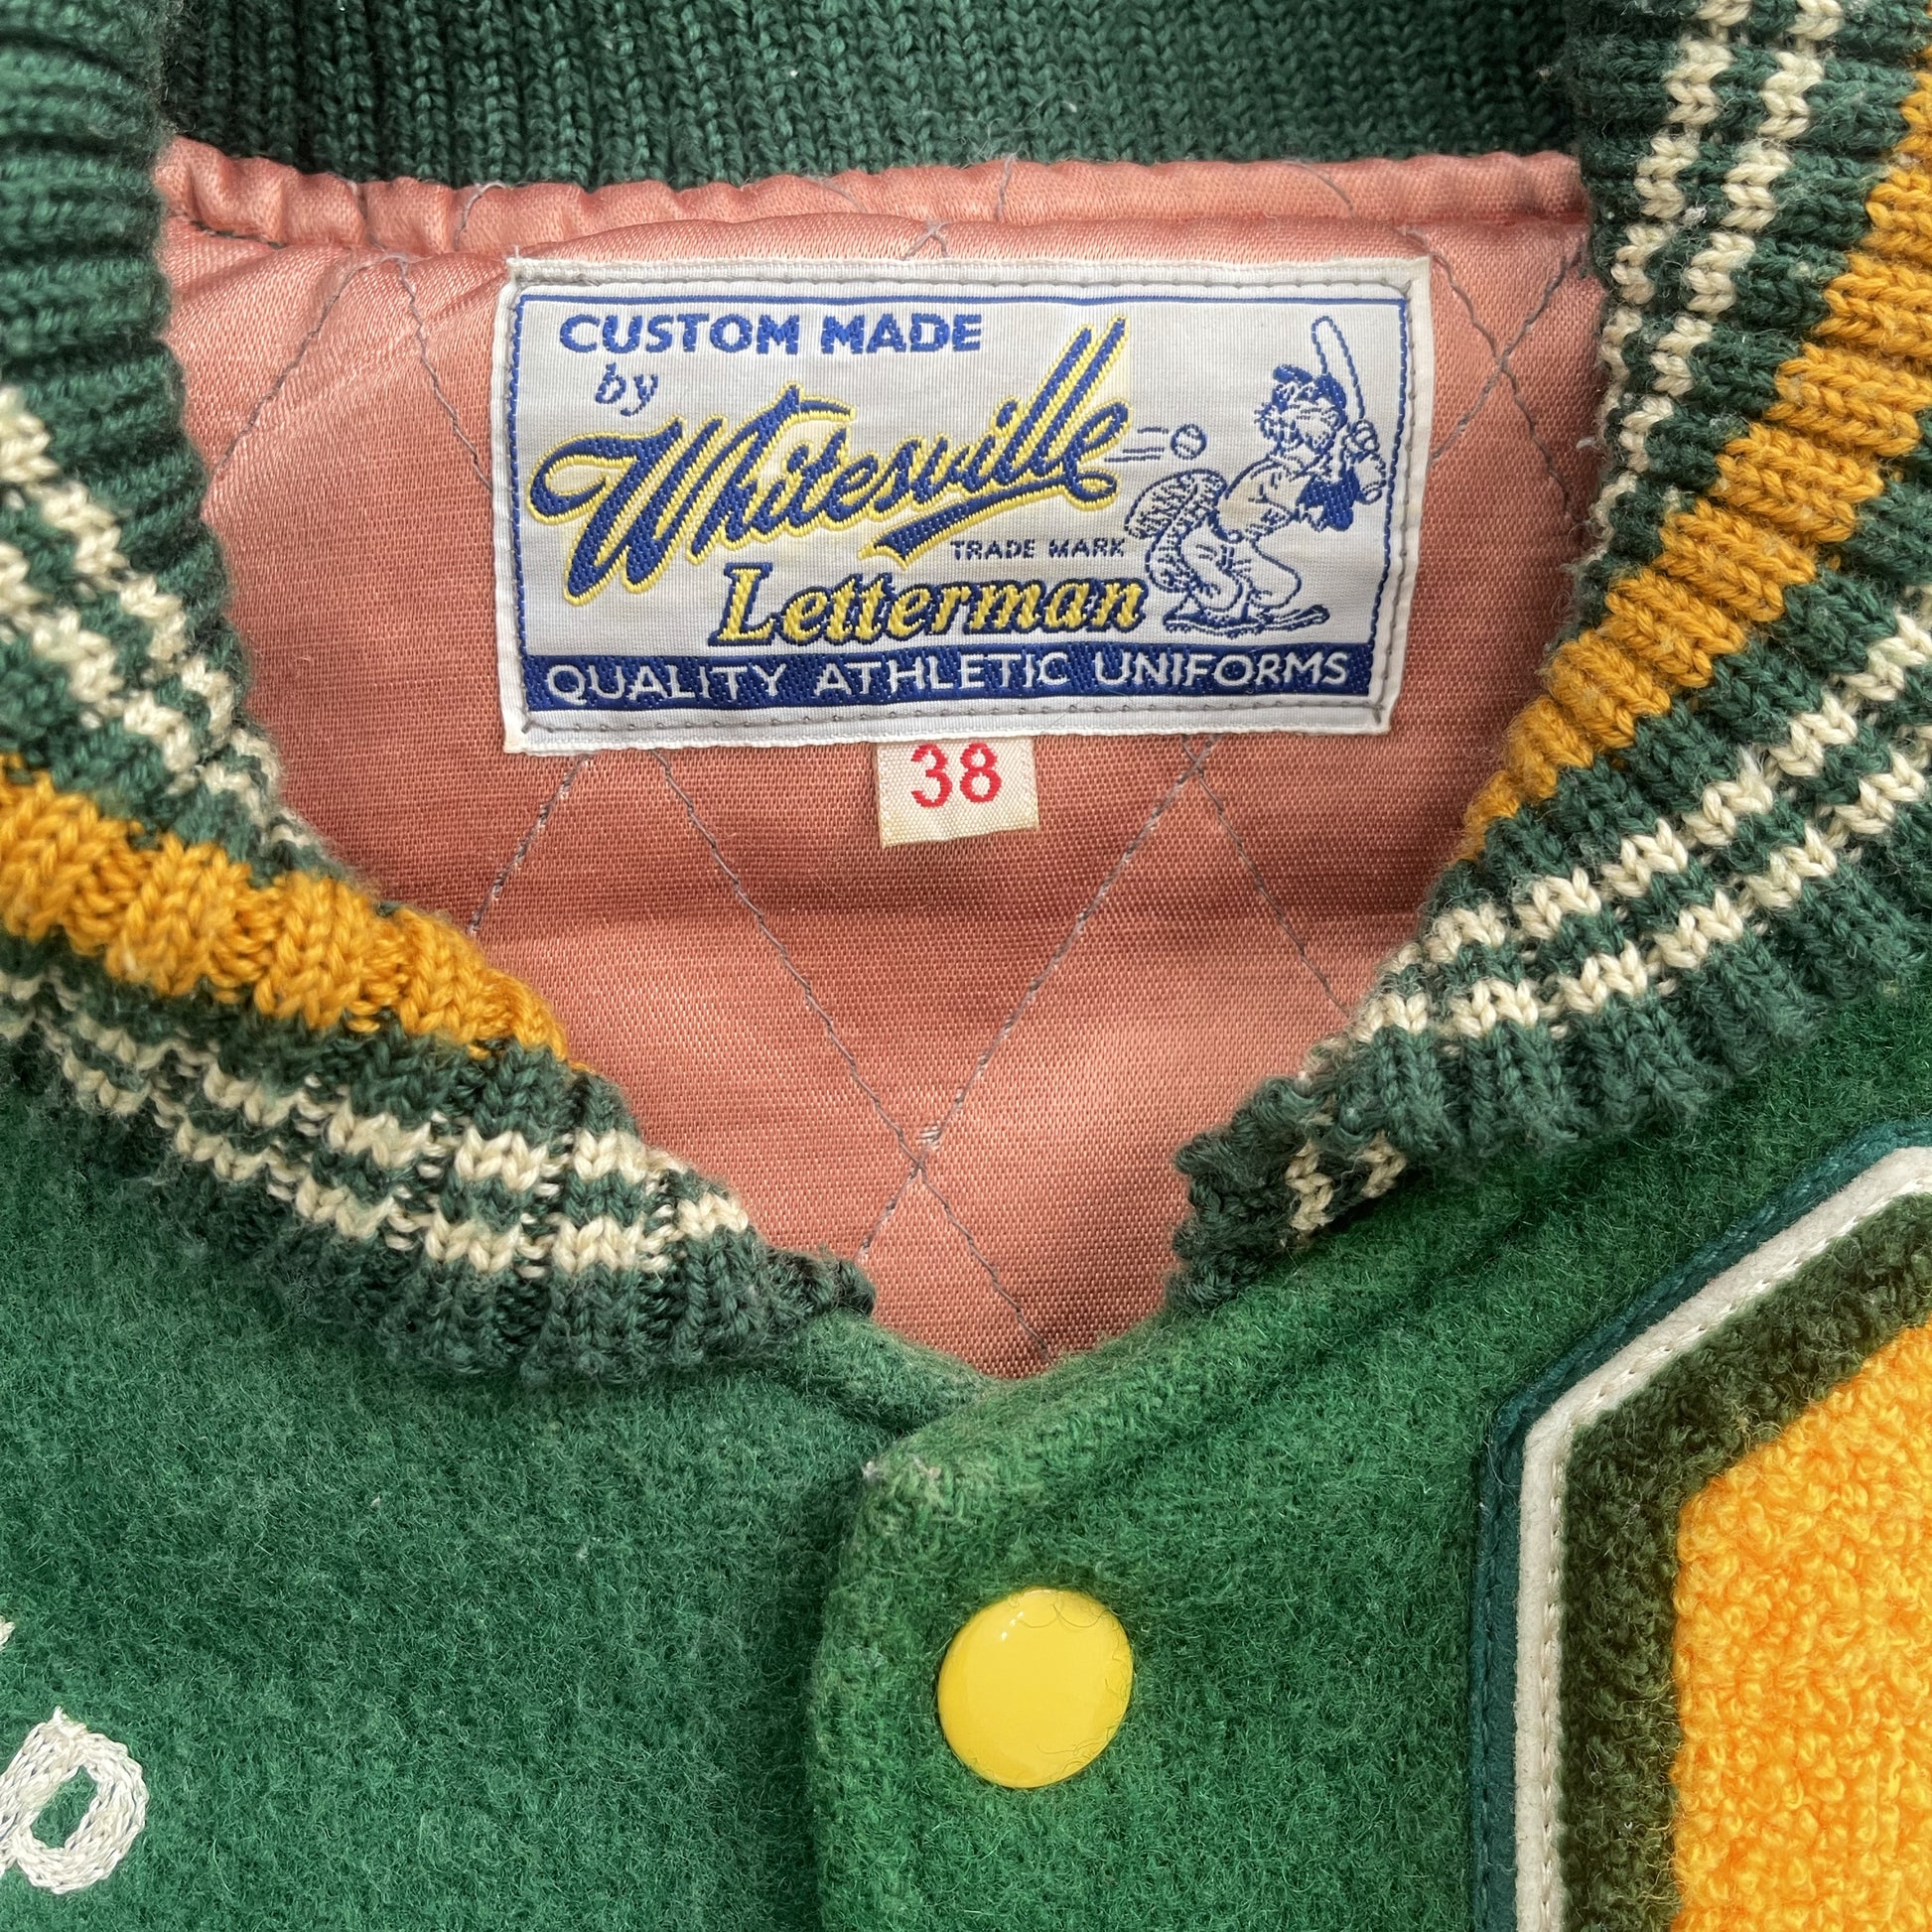 CUSTOM MADE
by
Whitesville
TRADE MARK
Letterman
QUALITY ATHLETIC UNIFORMS
38